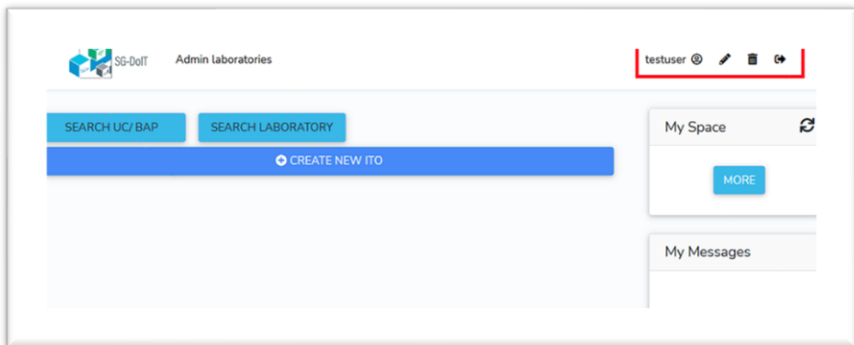 SG-DoIT
Admin laboratories
testuser
SEARCH UC/ BAP
SEARCH LABORATORY
CREATE NEW ITO
My Space
MORE
My Messages